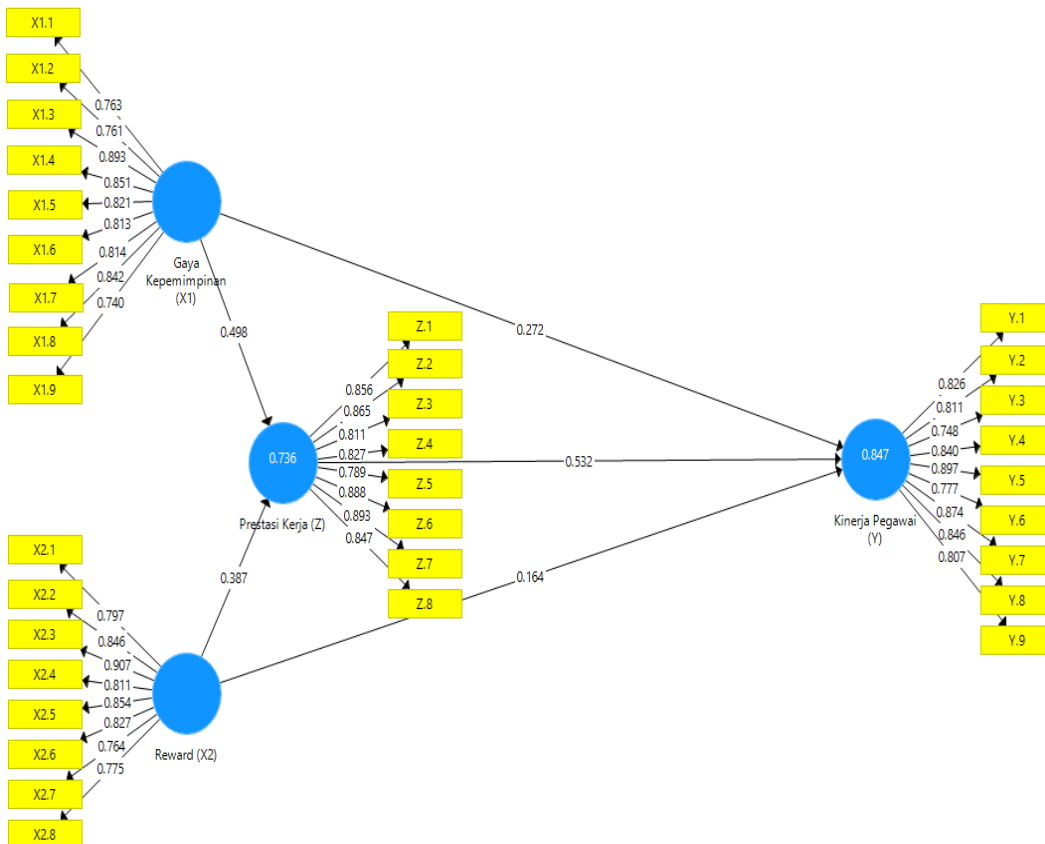 X1.1
X1.2
X1.3
X1.4
X1.5
X1.6
X1.7
X1.8
X1.9
0.763
0.761
0.893
0.851
0.821
0.813
0.814
0.842
0.740
Gaya
Kepemimpinan
(X1)
0.498
0.272
Z.1
Z.2
Z.3
Z.4
Z.5
Z.6
Z.7
Z.8
0.856
0.865
0.811
0.827
0.789
0.888
0.893
0.847
0.736
Prestasi Kerja (Z)
0.532
0.387
0.164
X2.1
X2.2
X2.3
X2.4
X2.5
X2.6
X2.7
X2.8
0.797
0.846
0.907
0.811
0.854
0.827
0.764
0.775
Reward (X2)
0.847
Kinerja Pegawai
(Y)
0.826
0.811
0.748
0.840
0.897
0.777
0.874
0.846
0.807
Y.1
Y.2
Y.3
Y.4
Y.5
Y.6
Y.7
Y.8
Y.9